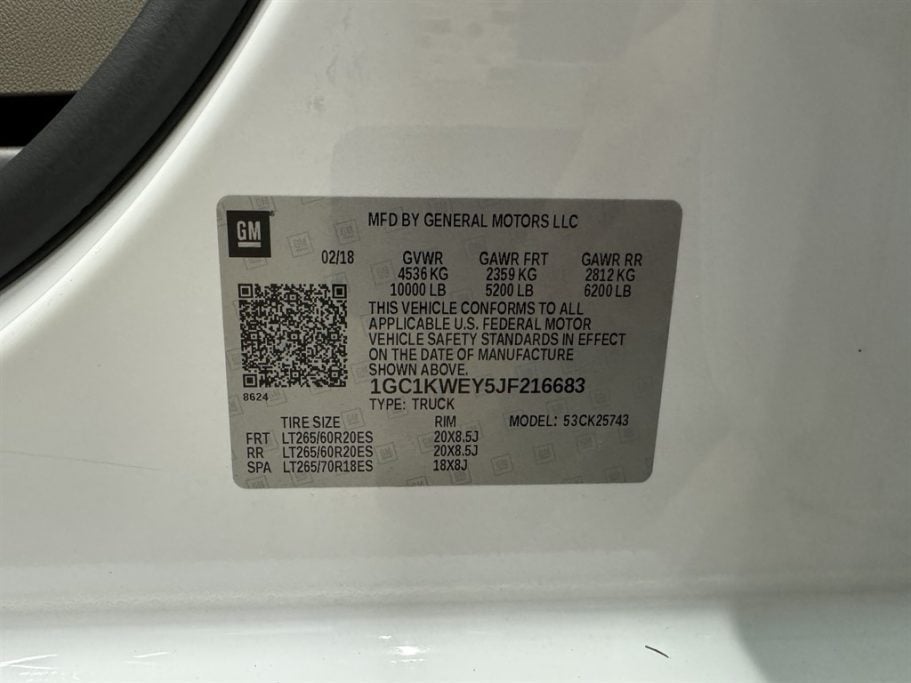 GM
MFD BY GENERAL MOTORS LLC
02/18 GVWR GAWR FRT GAWR RR
4536 KG 2359 KG 2812 KG
10000 LB 5200 LB 6200 LB
THIS VEHICLE CONFORMS TO ALL
APPLICABLE U.S. FEDERAL MOTOR
VEHICLE SAFETY STANDARDS IN EFFECT
ON THE DATE OF MANUFACTURE
SHOWN ABOVE.
8624
1GC1KWEY5JF216683
TYPE: TRUCK
TIRE SIZE RIM MODEL: 53CK25743
FRT LT265/60R20ES 20X8.5J
RR LT265/60R20ES 20X8.5J
SPA LT265/70R18ES 18X8J